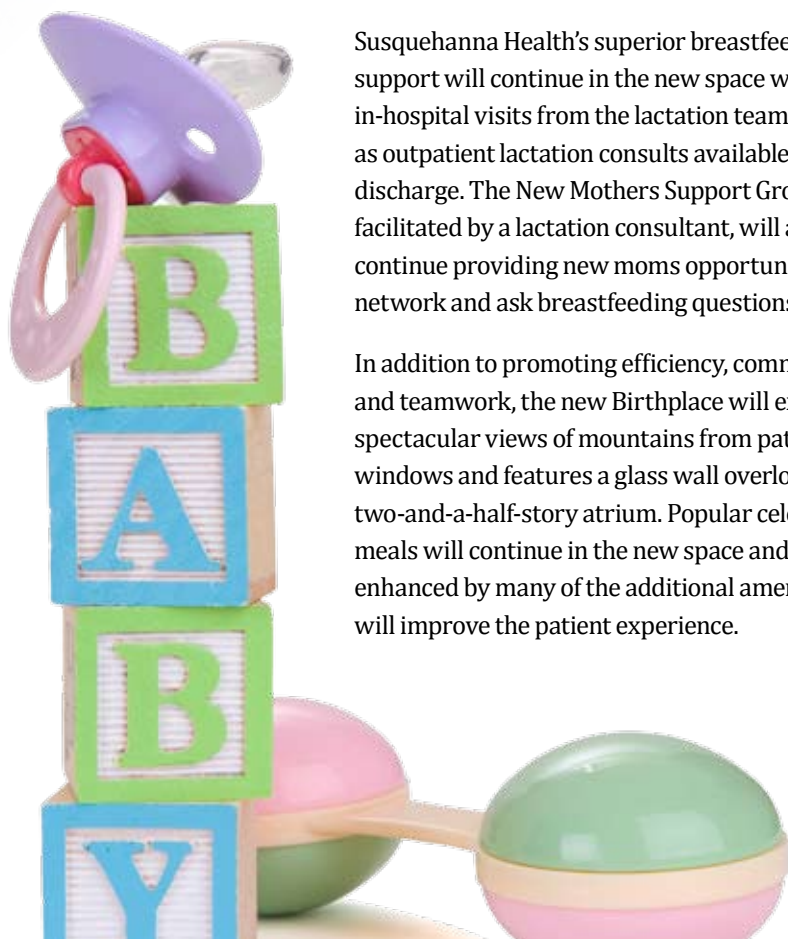 Susquehanna Health's superior breastfee
support will continue in the new space w
in-hospital visits from the lactation team
as outpatient lactation consults available
discharge. The New Mothers Support Gro
facilitated by a lactation consultant, will a
continue providing new moms opportun
network and ask breastfeeding questions
In addition to promoting efficiency, comm
and teamwork, the new Birthplace will e
spectacular views of mountains from pat
windows and features a glass wall overlo
two-and-a-half-story atrium. Popular cele
meals will continue in the new space and
enhanced by many of the additional amer
will improve the patient experience.
B
A
B
Y